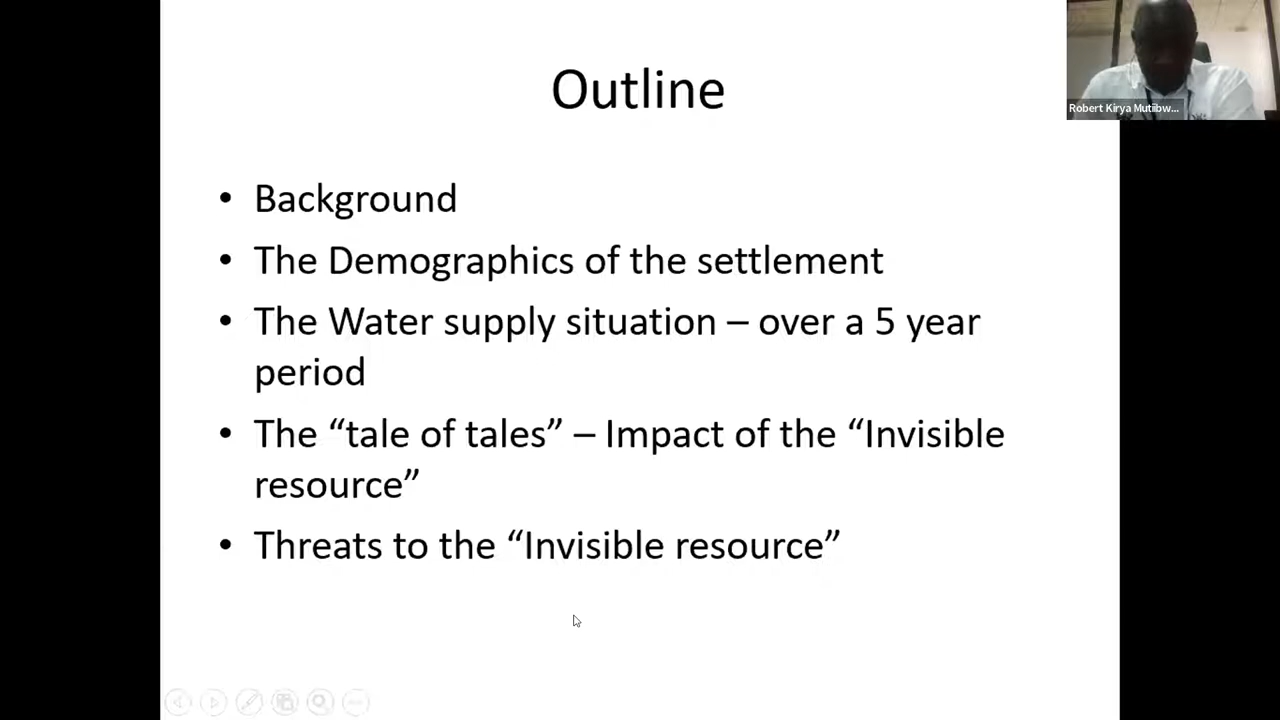 Outline
• Background
• The Demographics of the settlement
• The Water supply situation – over a 5 year
period
• The “tale of tales” – Impact of the “Invisible
resource”
• Threats to the “Invisible resource”
Robert Kirya Mutiibw...